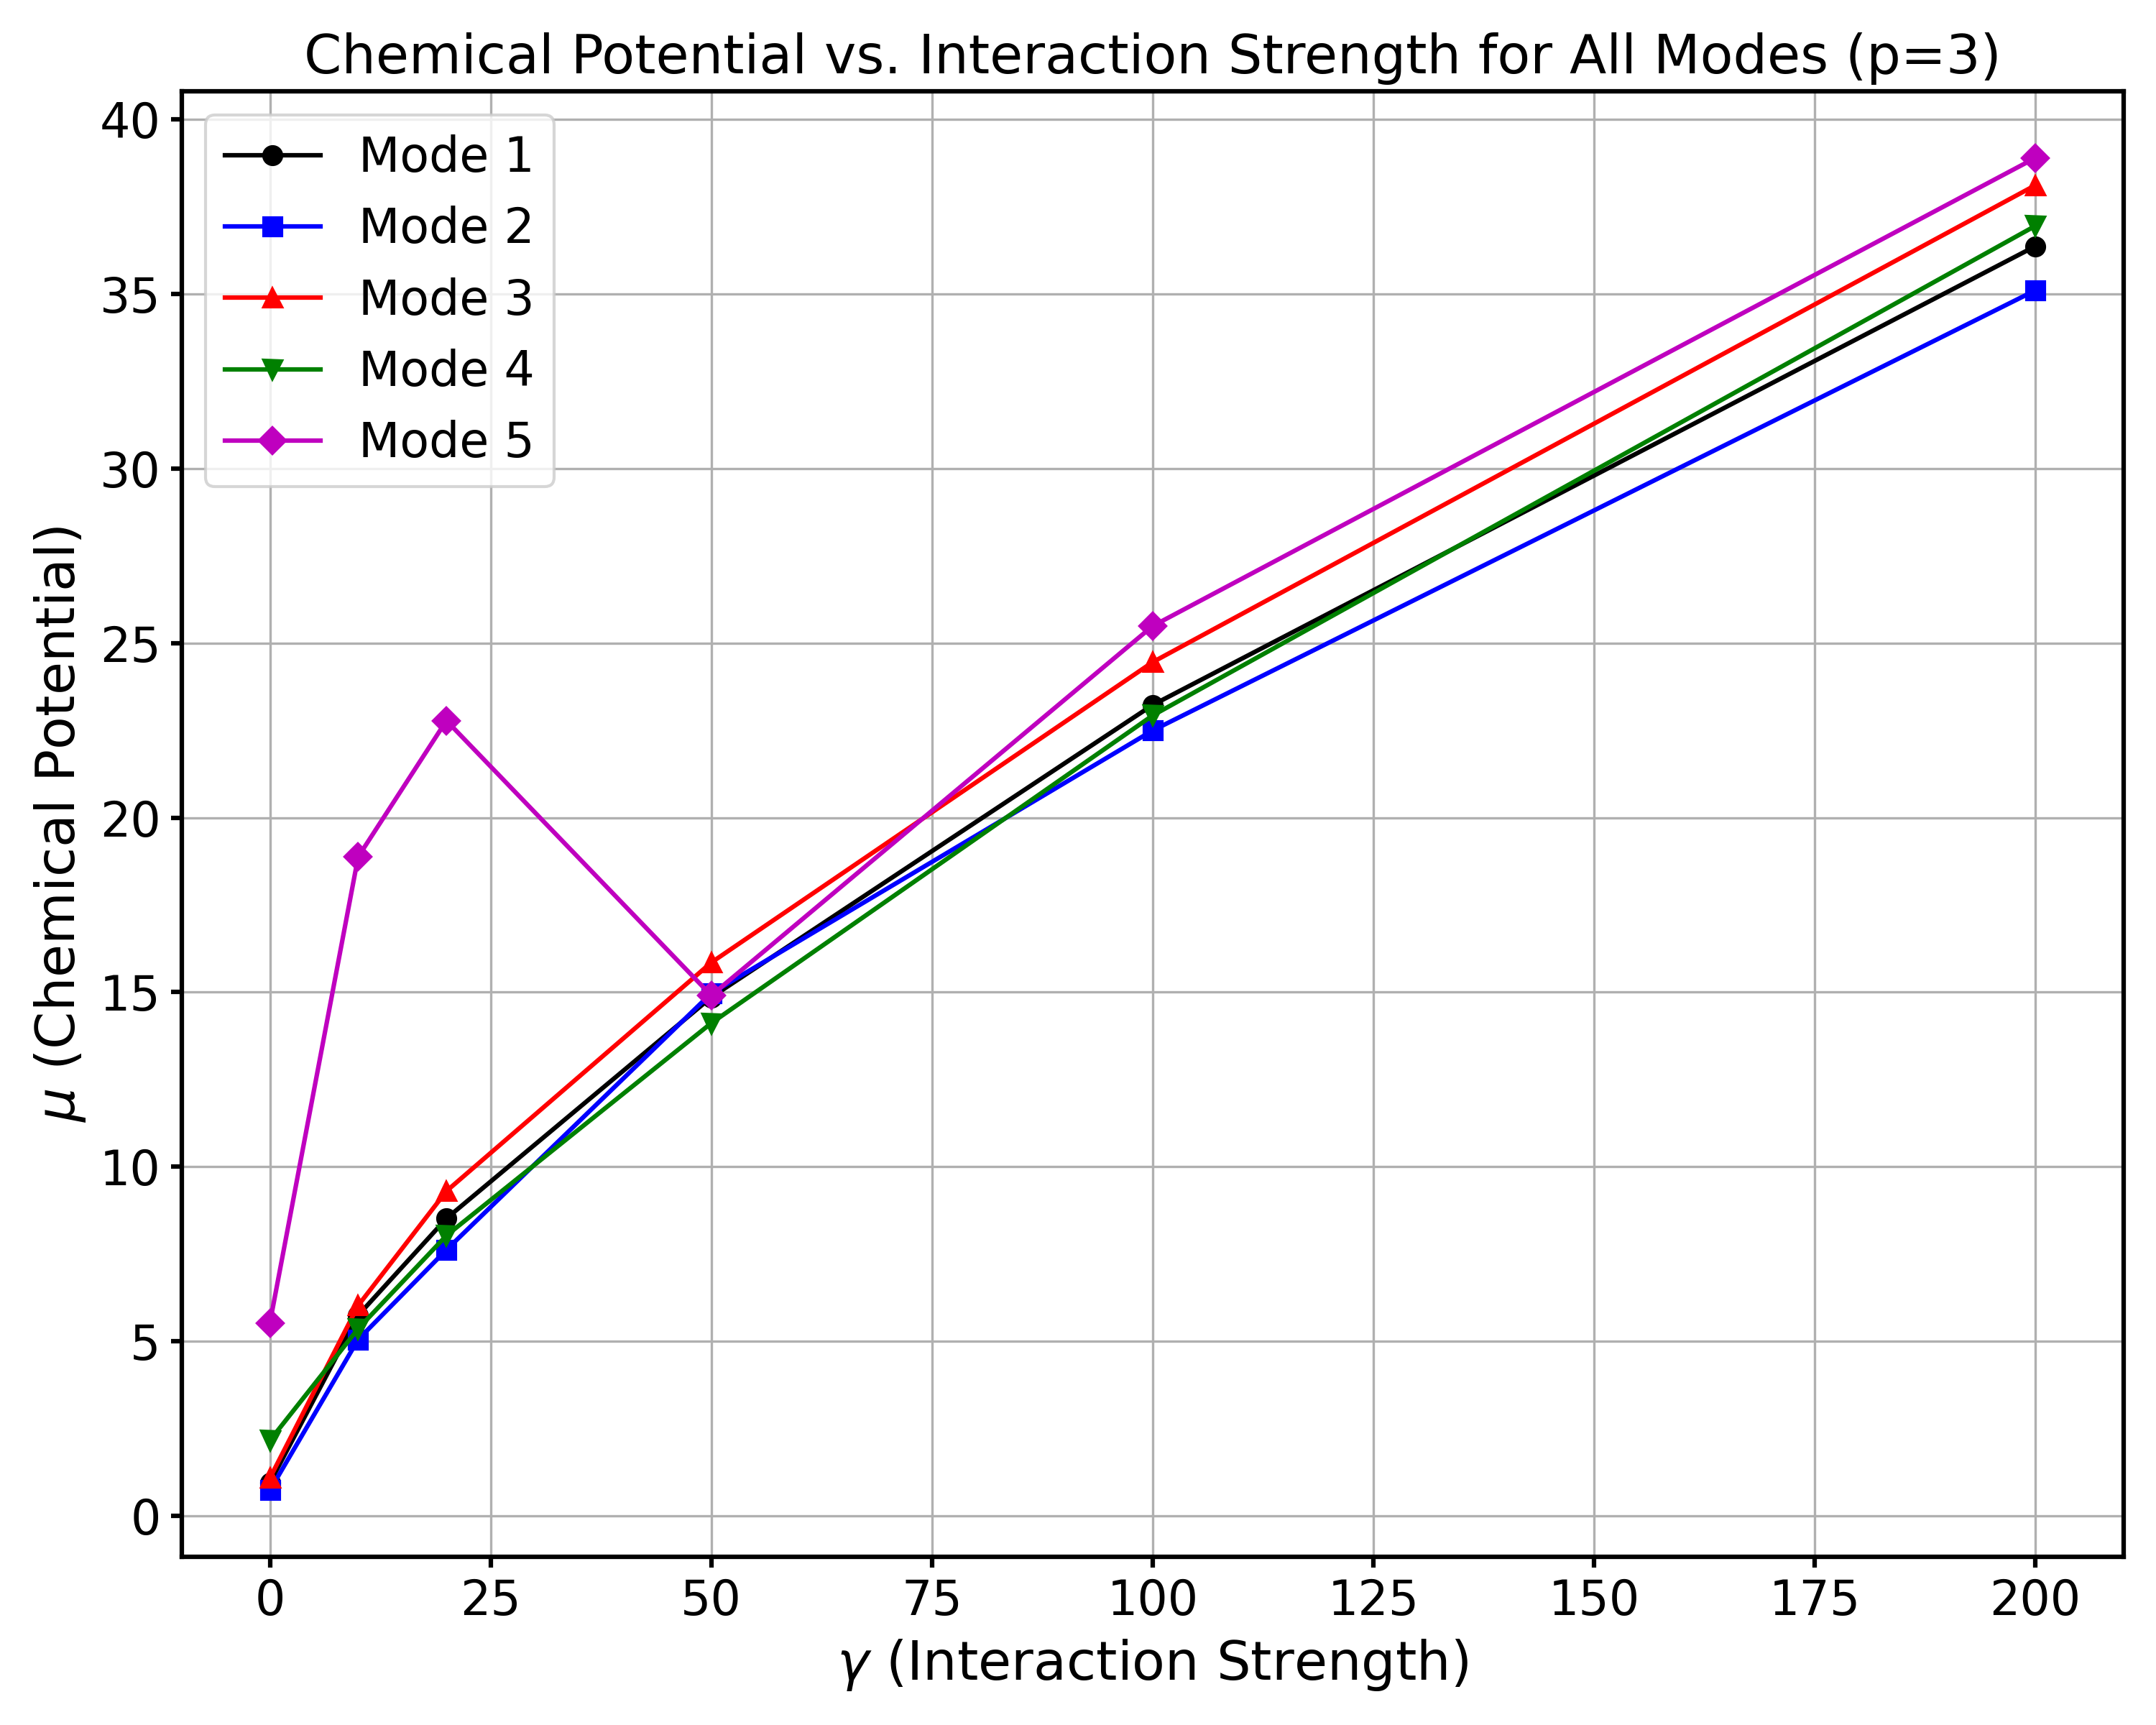 Chemical Potential vs. Interaction Strength for All Modes (p=3)
40
35
30
25
20
15
10
5
0
μ (Chemical Potential)
Mode 1
Mode 2
Mode 3
Mode 4
Mode 5
0 25 50 75 100 125 150 175 200
γ (Interaction Strength)